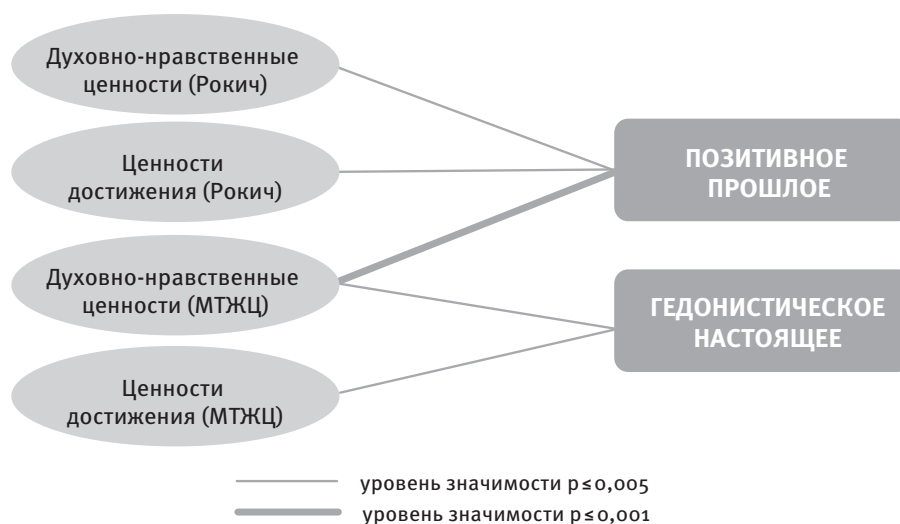 Духовно-нравственные
ценности (Рокич)
Ценности
достижения (Рокич)
Духовно-нравственные
ценности (МТЖЦ)
Ценности
достижения (МТЖЦ)
ПОЗИТИВНОЕ
ПРОШЛОЕ
ГЕДОНИСТИЧЕСКОЕ
НАСТОЯЩЕЕ
уровень значимости p≤0,005
уровень значимости p≤0,001